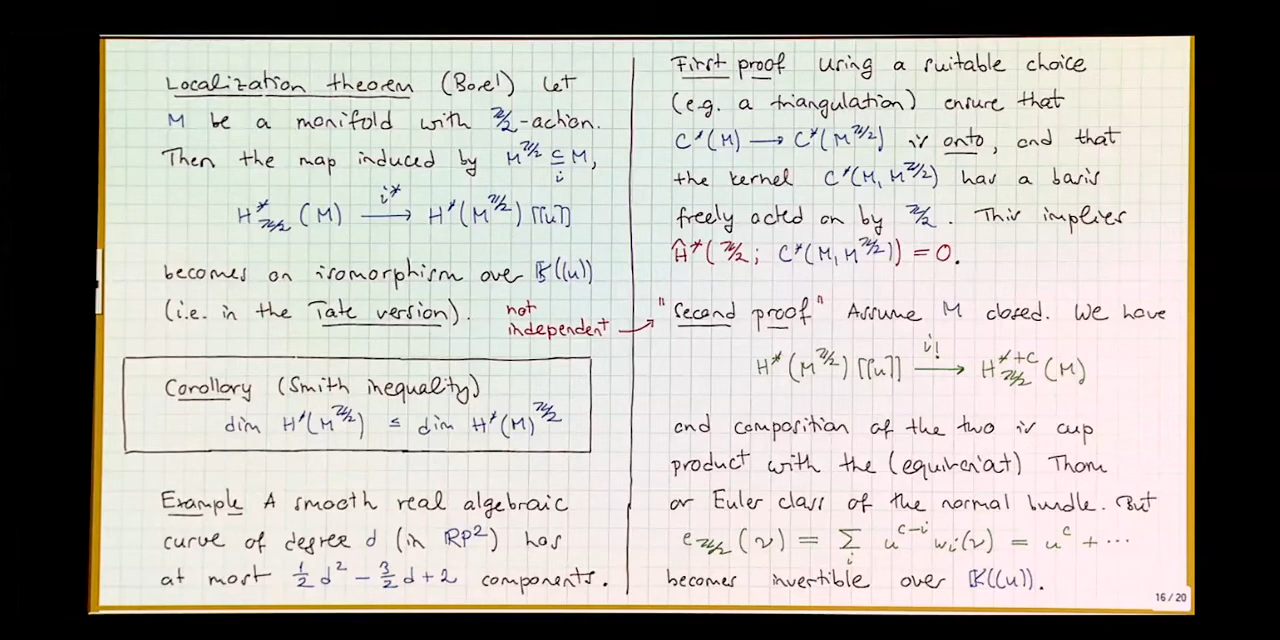 Localization theorem (Borel) Let
M be a manifold with ℤ/2-action.
Then the map induced by M^{ℤ/2} ⊆ M,
i
H*_{ℤ/2} (M) ⟶ H*(M^{ℤ/2}) [[u]]
i*
becomes an isomorphism over 𝕂((u))
(i.e. in the Tate version).
not
independent
Corollary (Smith inequality)
dim H*(M^{ℤ/2}) ≤ dim H*(M)^{ℤ/2}
Example A smooth real algebraic
curve of degree d (in ℝP²) has
at most ½ d² − 3/2 d + 2 components.
First proof Using a suitable choice
(e.g. a triangulation) ensure that
C*(M) ⟶ C*(M^{ℤ/2}) is onto, and that
the kernel C*(M, M^{ℤ/2}) has a basis
freely acted on by ℤ/2. This implies
Ĥ*(ℤ/2; C*(M, M^{ℤ/2})) = 0.
"Second proof" Assume M closed. We have
i!
H*(M^{ℤ/2}) [[u]] ⟶ H^{*+c}_{ℤ/2} (M)
and composition of the two is cup
product with the (equivariat) Thom
or Euler class of the normal bundle. But
e_{ℤ/2} (ν) = Σ_i u^{c−i} w_i(ν) = u^c + ⋯
becomes invertible over 𝕂((u)).
16 / 20